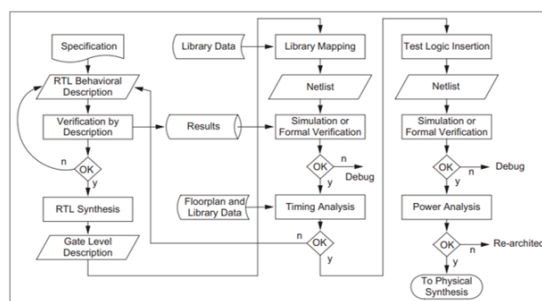 Specification
RTL Behavioral
Description
Verification by
Description
n
OK
y
RTL Synthesis
Gate Level
Description
Library Data
Library Mapping
Netlist
Results
Simulation or
Formal Verification
OK
n
Debug
y
Floorplan and
Library Data
Timing Analysis
n
OK
y
Test Logic Insertion
Netlist
Simulation or
Formal Verification
OK
n
Debug
y
Power Analysis
OK
n
Re-architect
y
To Physical
Synthesis